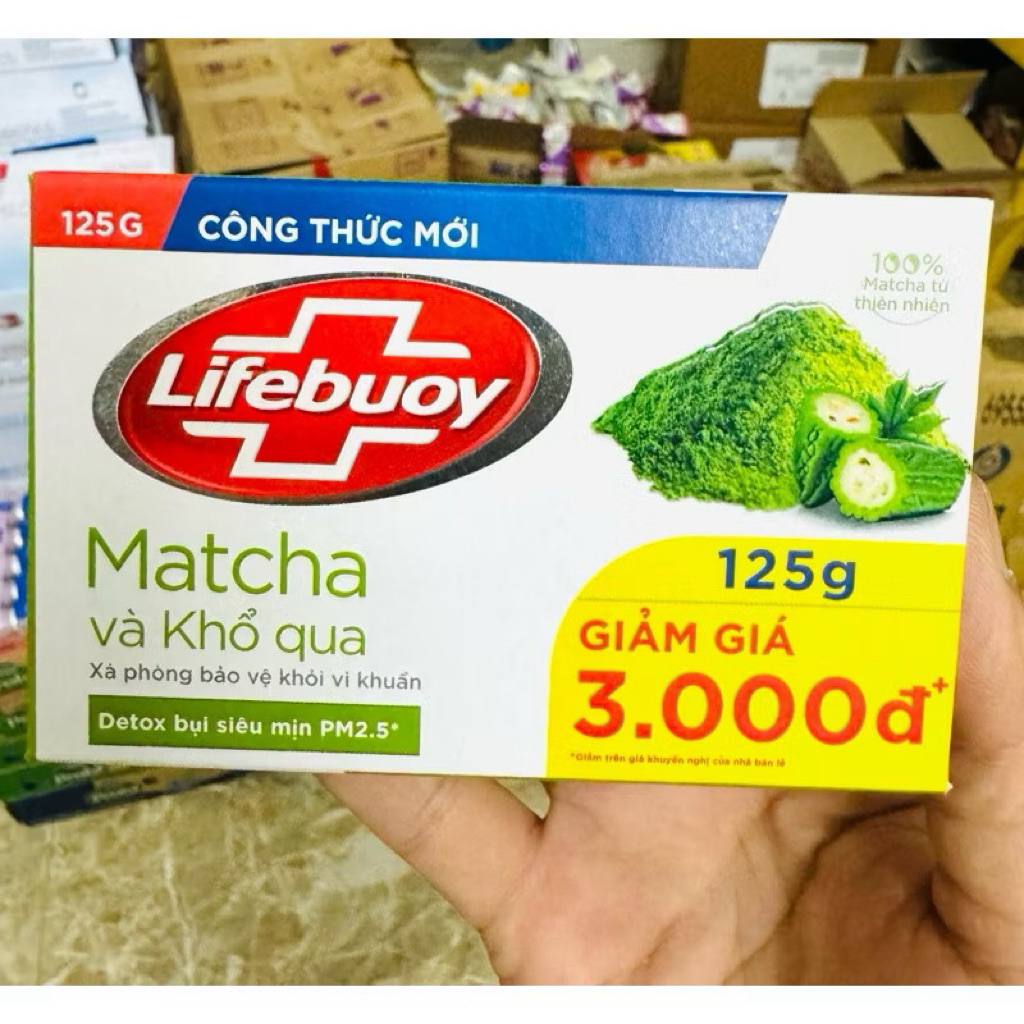 125G
CÔNG THỨC MỚI
100%
Matcha từ
thiên nhiên
Lifebuoy
Matcha
và Khổ qua
Xà phòng bảo vệ khỏi vi khuẩn
Detox bụi siêu mịn PM2.5*
125g
GIẢM GIÁ
3.000đ+
*Giảm trên giá khuyến nghị của nhà bán lẻ